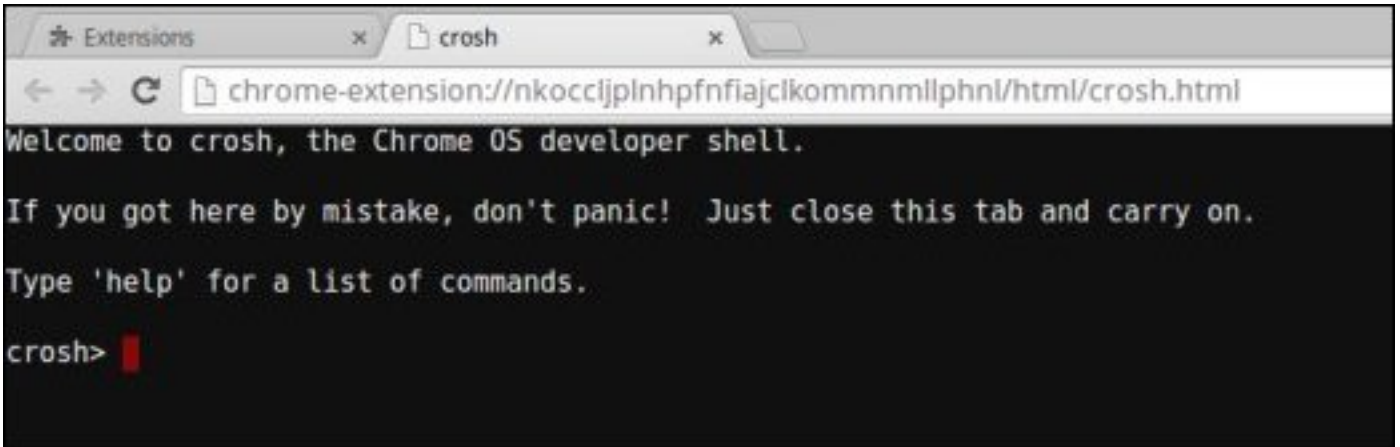 Extensions
crosh
chrome-extension://nkoccljplnhpfnfiajclkommnmllphnl/html/crosh.html
Welcome to crosh, the Chrome OS developer shell.
If you got here by mistake, don't panic!  Just close this tab and carry on.
Type 'help' for a list of commands.
crosh>